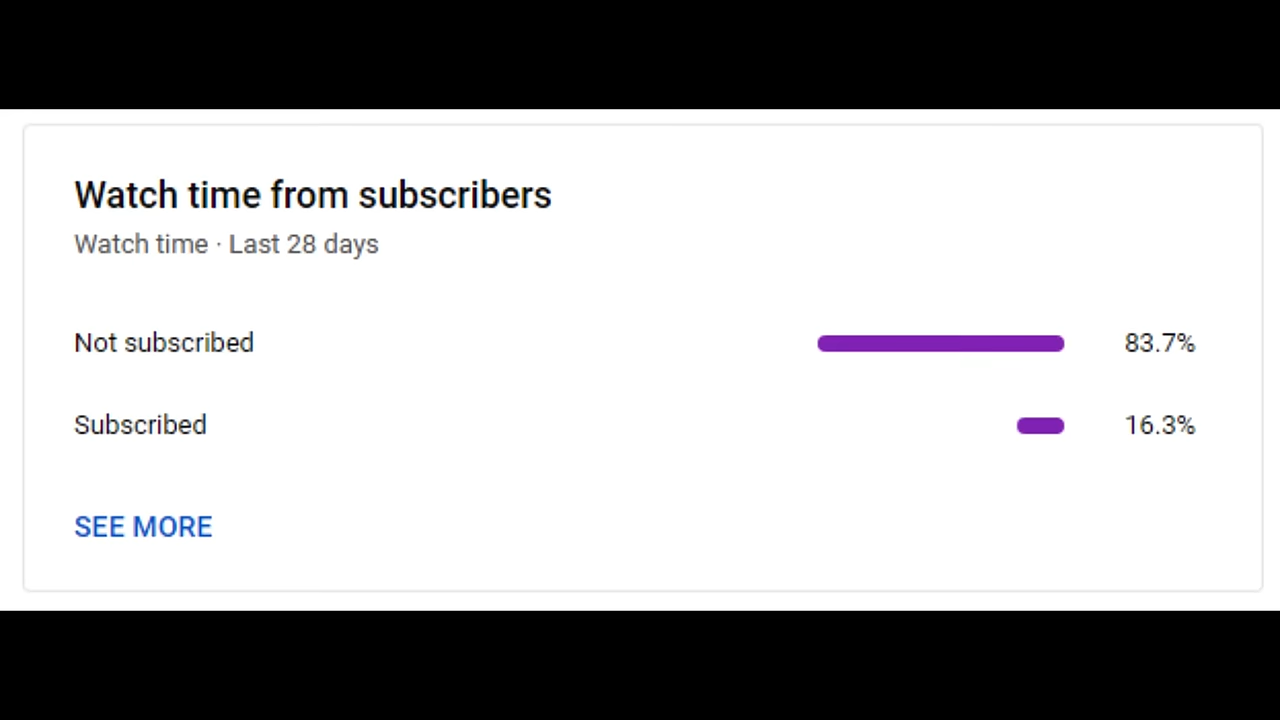 Watch time from subscribers
Watch time · Last 28 days
Not subscribed 83.7%
Subscribed 16.3%
SEE MORE